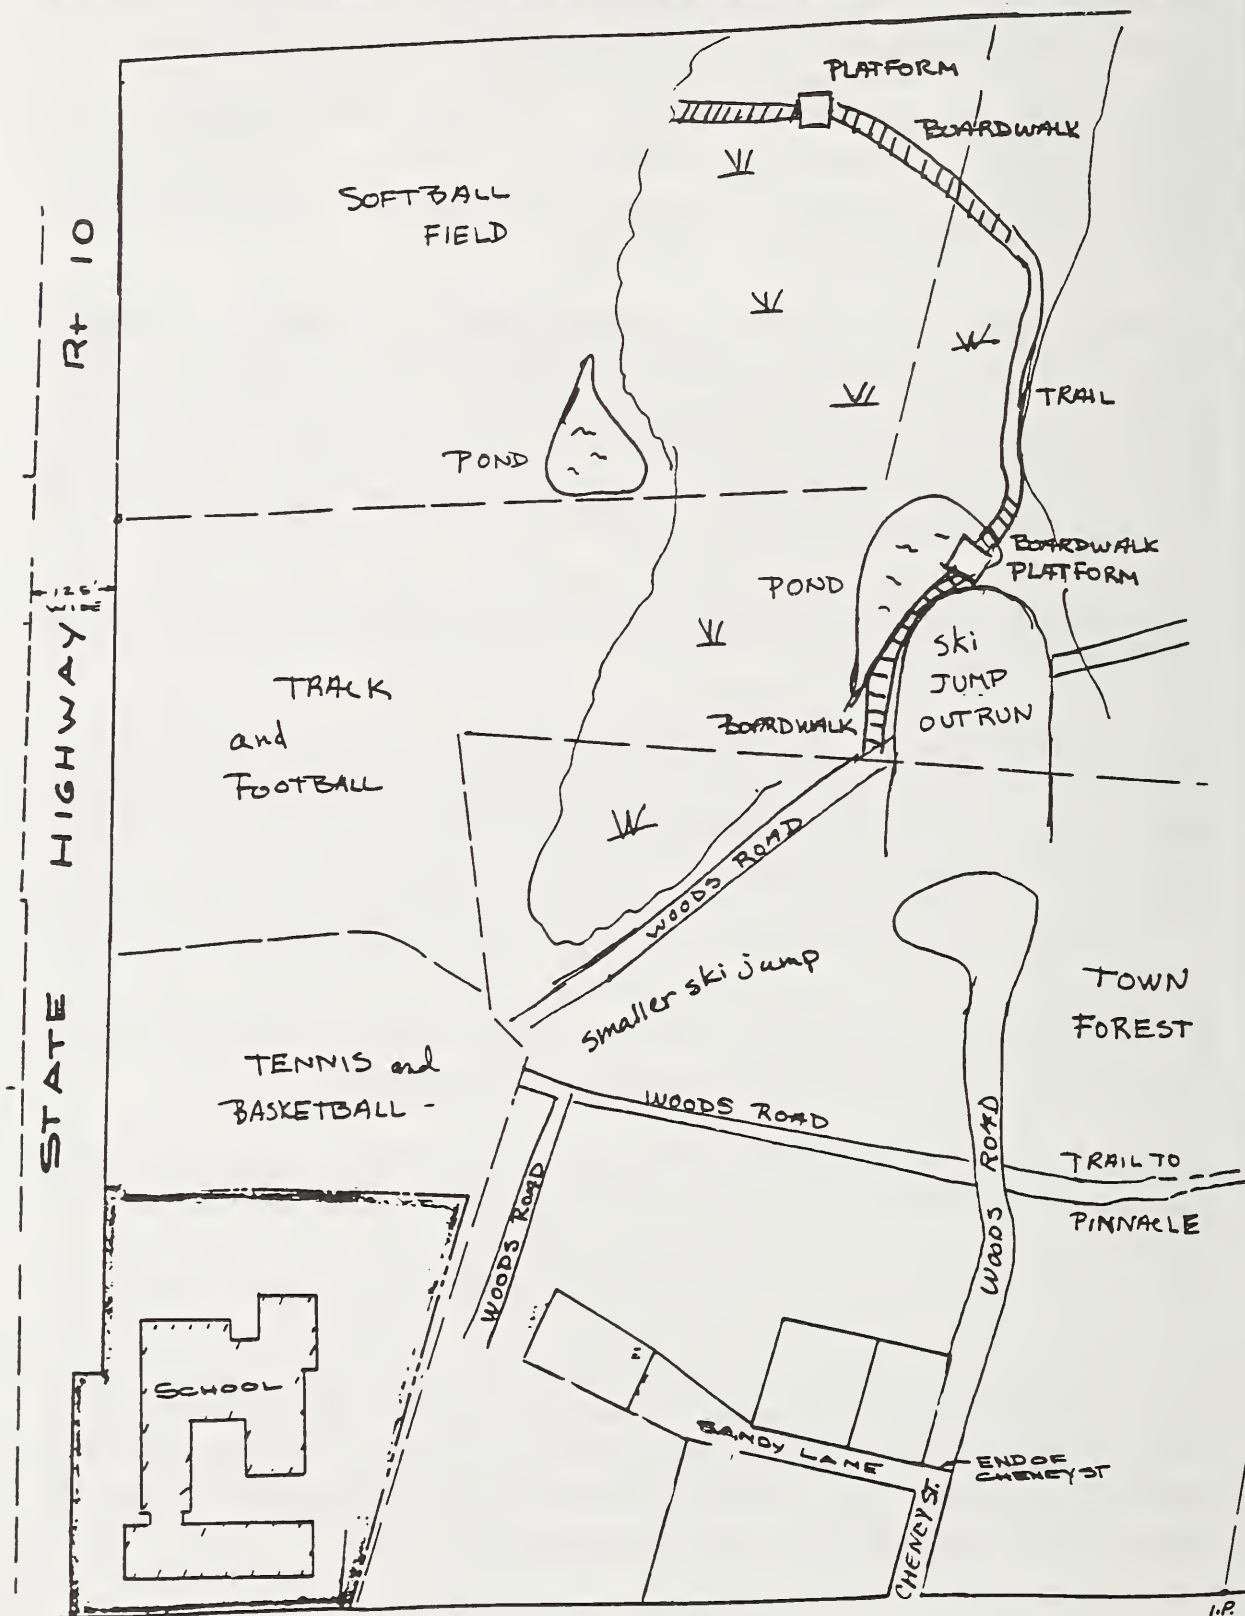 PLATFORM
BOARDWALK
SOFTBALL
FIELD
Rt 10
TRAIL
POND
BOARDWALK
PLATFORM
POND
125'
WIDE
SKi
JUMP
OUTRUN
TRACK
and
FOOTBALL
BOARDWALK
STATE HIGHWAY
WOODS ROAD
smaller ski jump
TOWN
FOREST
TENNIS and
BASKETBALL -
WOODS ROAD
WOODS ROAD
TRAIL TO
PINNACLE
WOODS ROAD
SCHOOL
SANDY LANE
END OF
CHENEY ST
CHENEY ST.
I.P.